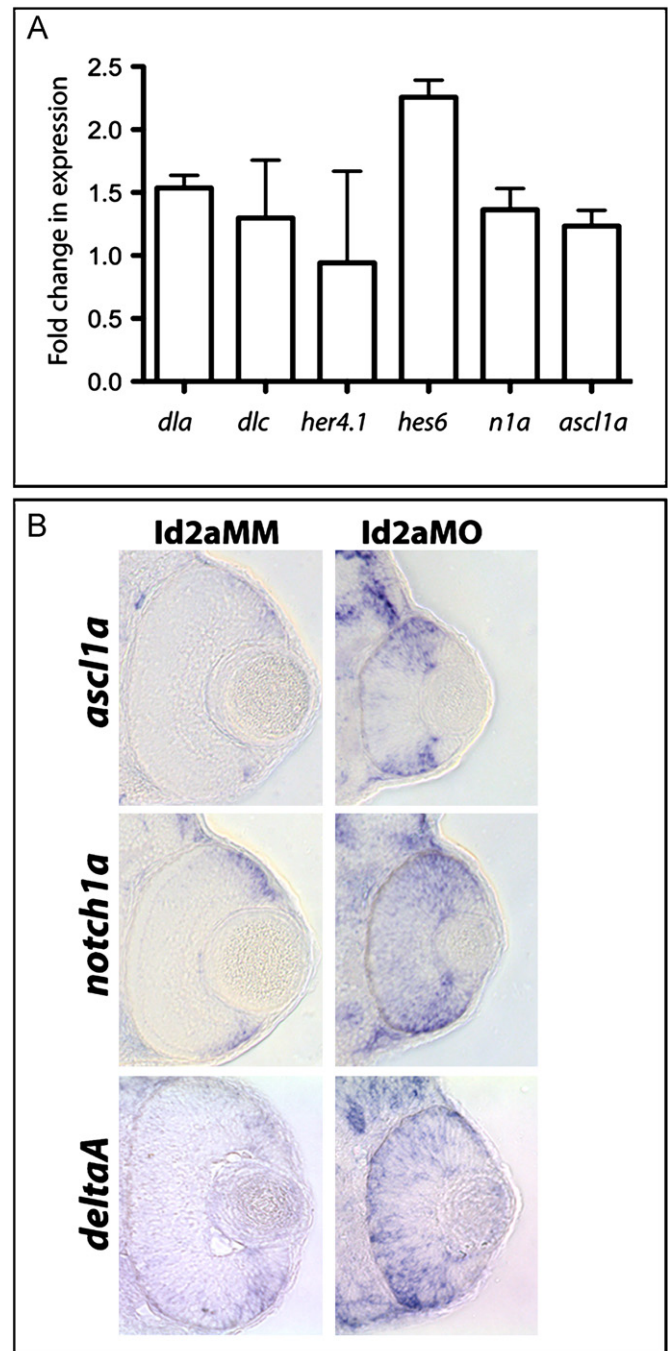 A
Fold change in expression
2.5
2.0
1.5
1.0
0.5
0.0
dla dlc her4.1 hes6 n1a ascl1a
B
Id2aMM Id2aMO
ascl1a
notch1a
deltaA